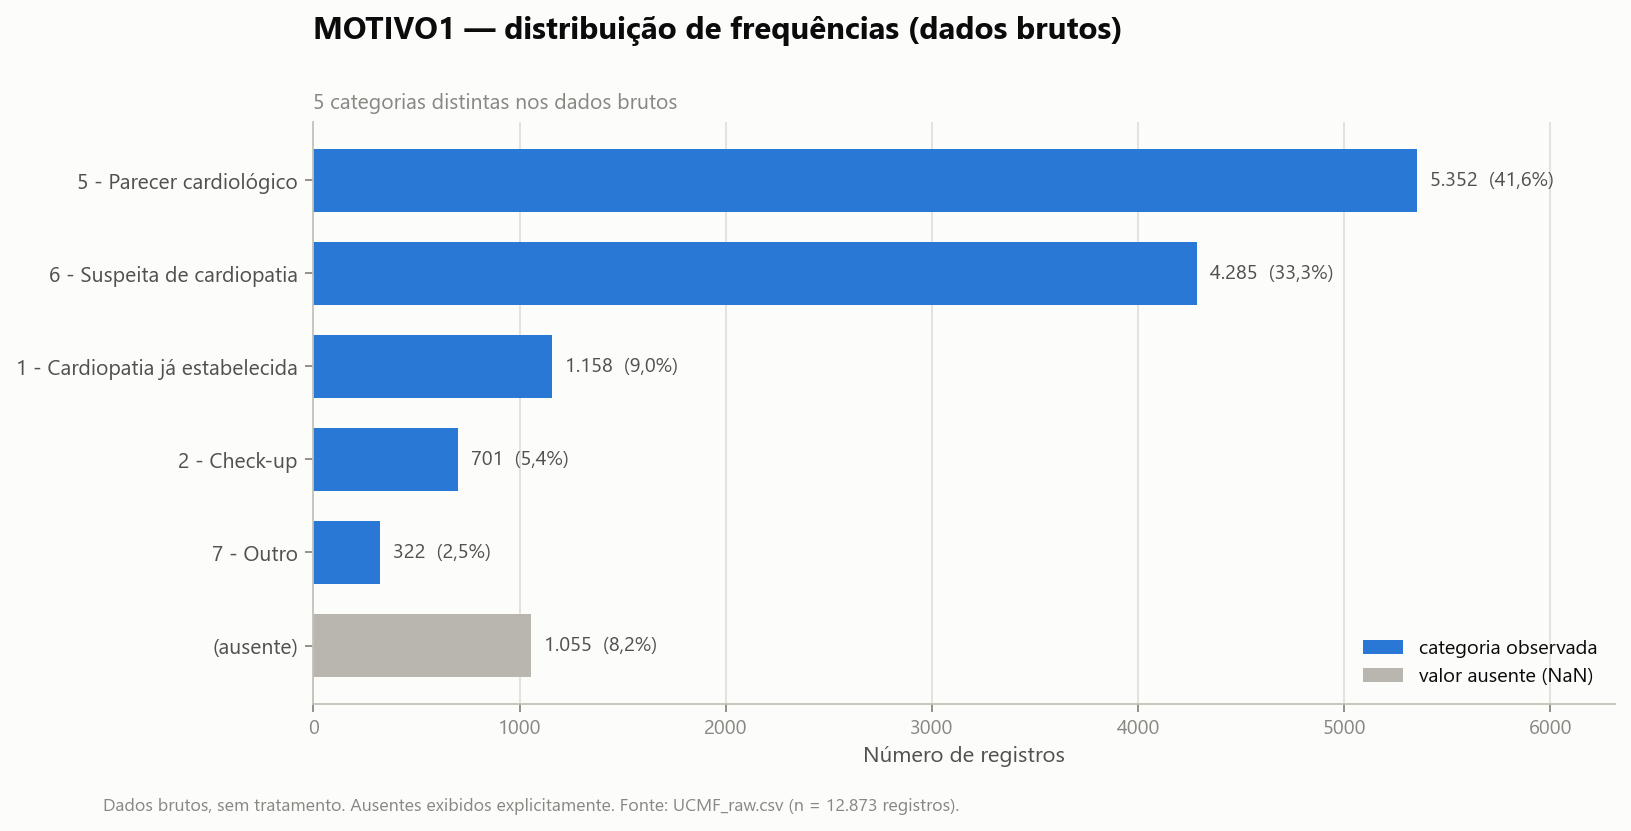 MOTIVO1 — distribuição de frequências (dados brutos)
5 categorias distintas nos dados brutos
5 - Parecer cardiológico
5.352 (41,6%)
6 - Suspeita de cardiopatia
4.285 (33,3%)
1 - Cardiopatia já estabelecida
1.158 (9,0%)
2 - Check-up
701 (5,4%)
7 - Outro
322 (2,5%)
(ausente)
1.055 (8,2%)
categoria observada
valor ausente (NaN)
0 1000 2000 3000 4000 5000 6000
Número de registros
Dados brutos, sem tratamento. Ausentes exibidos explicitamente. Fonte: UCMF_raw.csv (n = 12.873 registros).